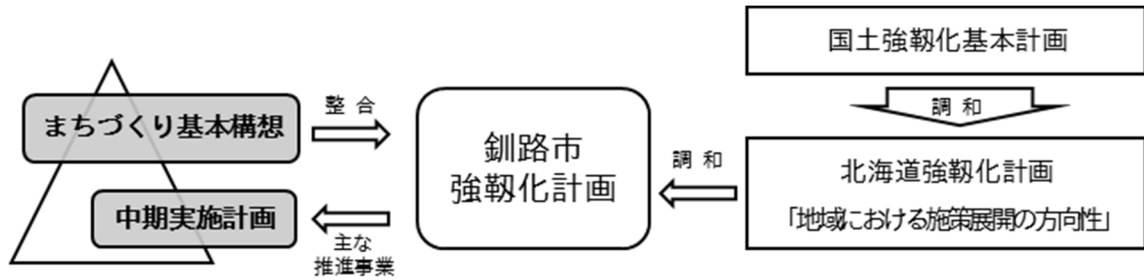 まちづくり基本構想
中期実施計画
整 合
主な
推進事業
釧路市
強靱化計画
調 和
国土強靱化基本計画
調 和
北海道強靱化計画
「地域における施策展開の方向性」